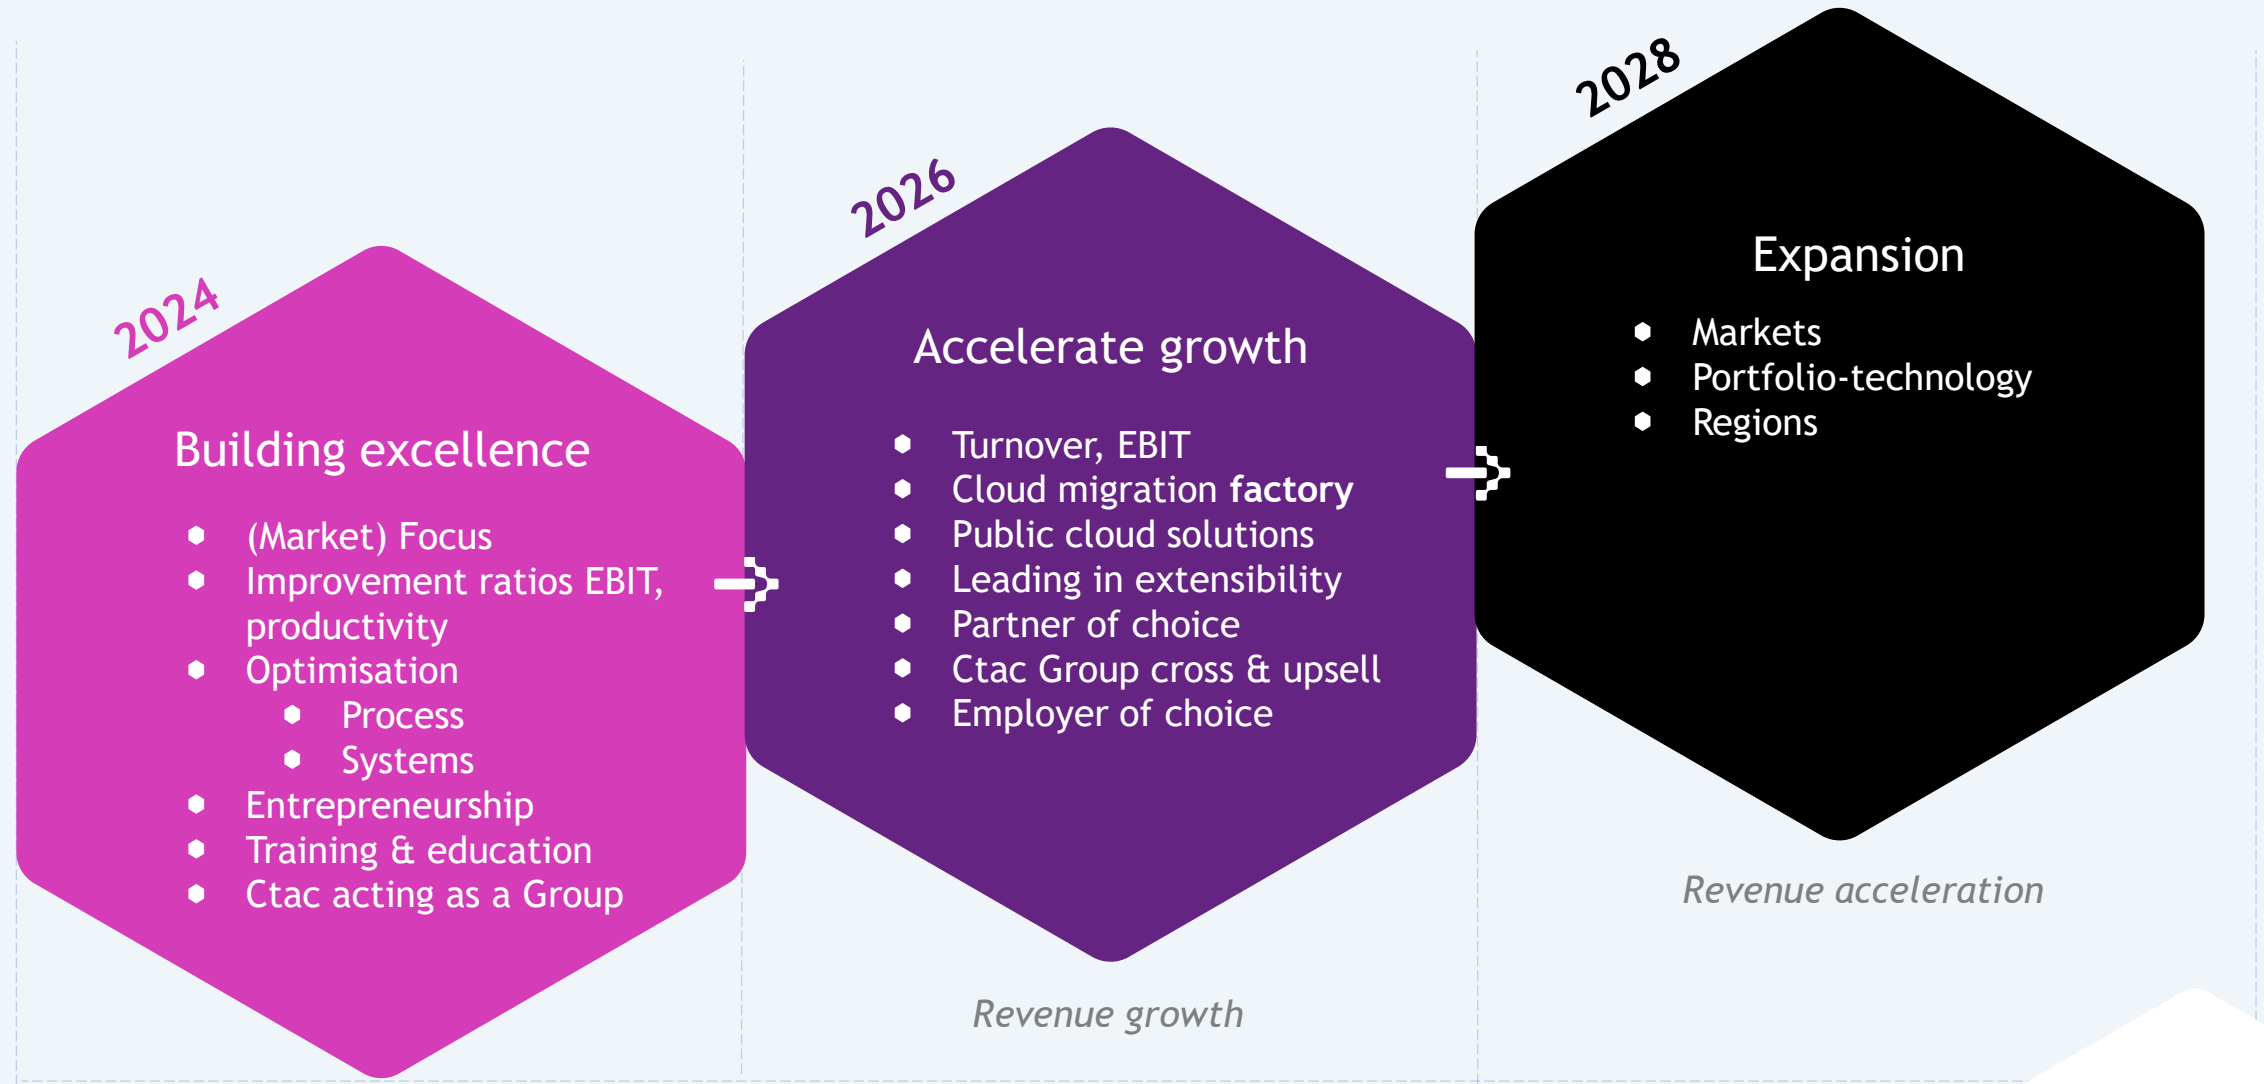 2024
Building excellence
(Market) Focus
Improvement ratios EBIT,
productivity
Optimisation
Process
Systems
Entrepreneurship
Training & education
Ctac acting as a Group
2026
Accelerate growth
Turnover, EBIT
Cloud migration factory
Public cloud solutions
Leading in extensibility
Partner of choice
Ctac Group cross & upsell
Employer of choice
Revenue growth
2028
Expansion
Markets
Portfolio-technology
Regions
Revenue acceleration